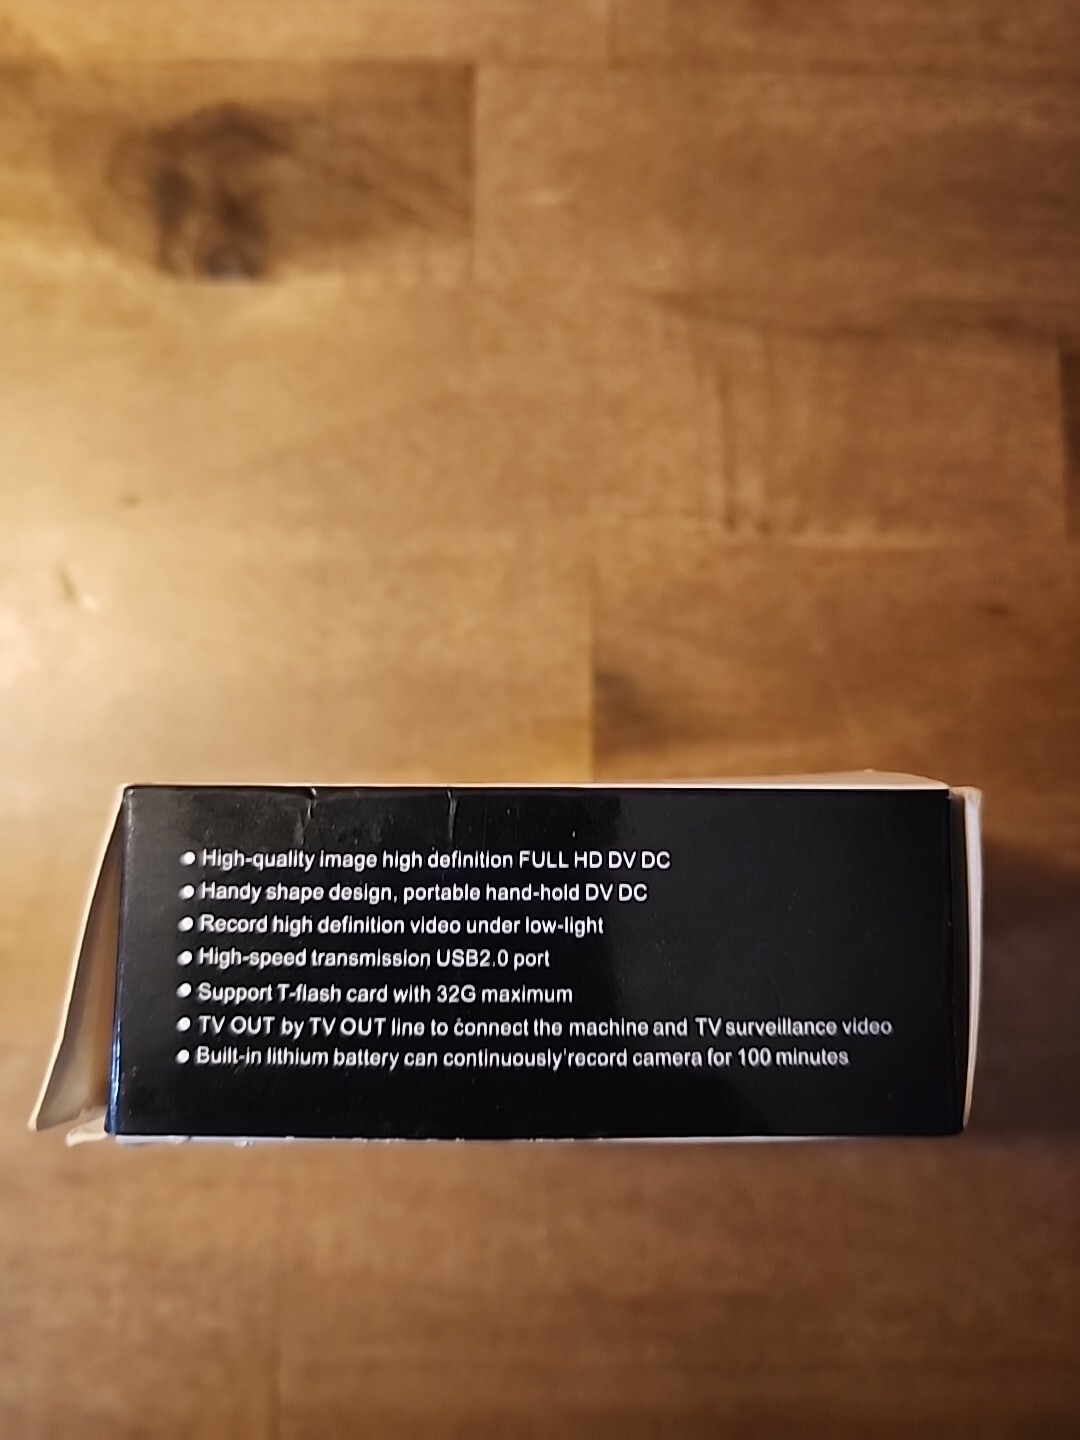 ● High-quality image high definition FULL HD DV DC
● Handy shape design, portable hand-hold DV DC
● Record high definition video under low-light
● High-speed transmission USB2.0 port
● Support T-flash card with 32G maximum
● TV OUT by TV OUT line to connect the machine and TV surveillance video
● Built-in lithium battery can continuously record camera for 100 minutes